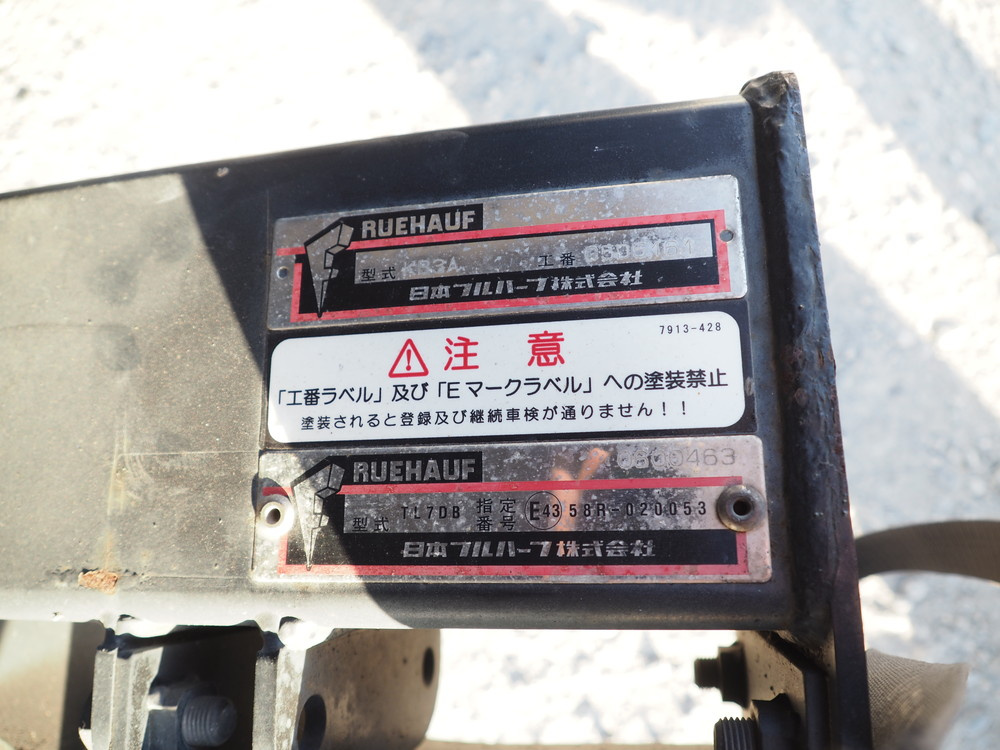 RUEHAUF
型式 KS3A 工番
日本フルハーフ株式会社
7913-428
注意
「工番ラベル」及び「Eマークラベル」への塗装禁止
塗装されると登録及び継続車検が通りません！！
RUEHAUF
型式 TL7DB 指定番号 E43 58R-020053
日本フルハーフ株式会社